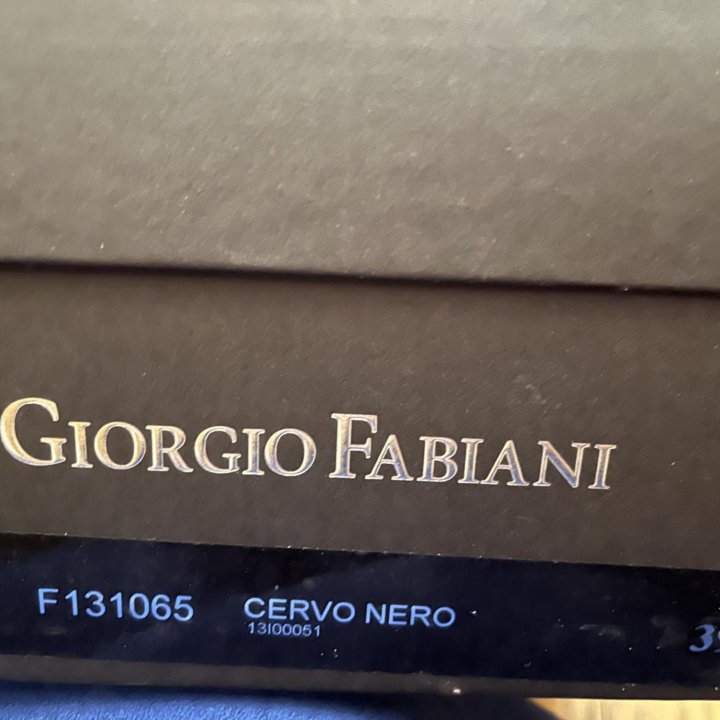 GIORGIO FABIANI
F131065 CERVO NERO
13I00051